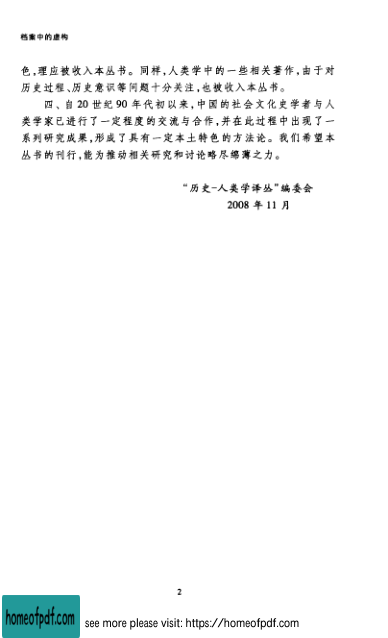 档案中的虚构
色,理应被收入本丛书。同样,人类学中的一些相关著作,由于对
历史过程、历史意识等问题十分关注,也被收入本丛书。
四、自 20 世纪 90 年代初以来,中国的社会文化史学者与人
类学家已进行了一定程度的交流与合作,并在此过程中出现了一
系列研究成果,形成了具有一定本土特色的方法论。我们希望本
丛书的刊行,能为推动相关研究和讨论略尽绵薄之力。
“历史-人类学译丛”编委会
2008 年 11 月
2
homeofpdf.com
see more please visit: https://homeofpdf.com